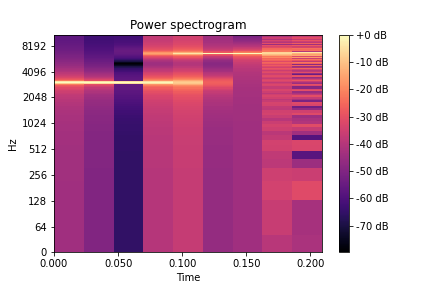 Power spectrogram
Hz
8192
4096
2048
1024
512
256
128
64
0
0.000 0.050 0.100 0.150 0.200
Time
+0 dB
-10 dB
-20 dB
-30 dB
-40 dB
-50 dB
-60 dB
-70 dB